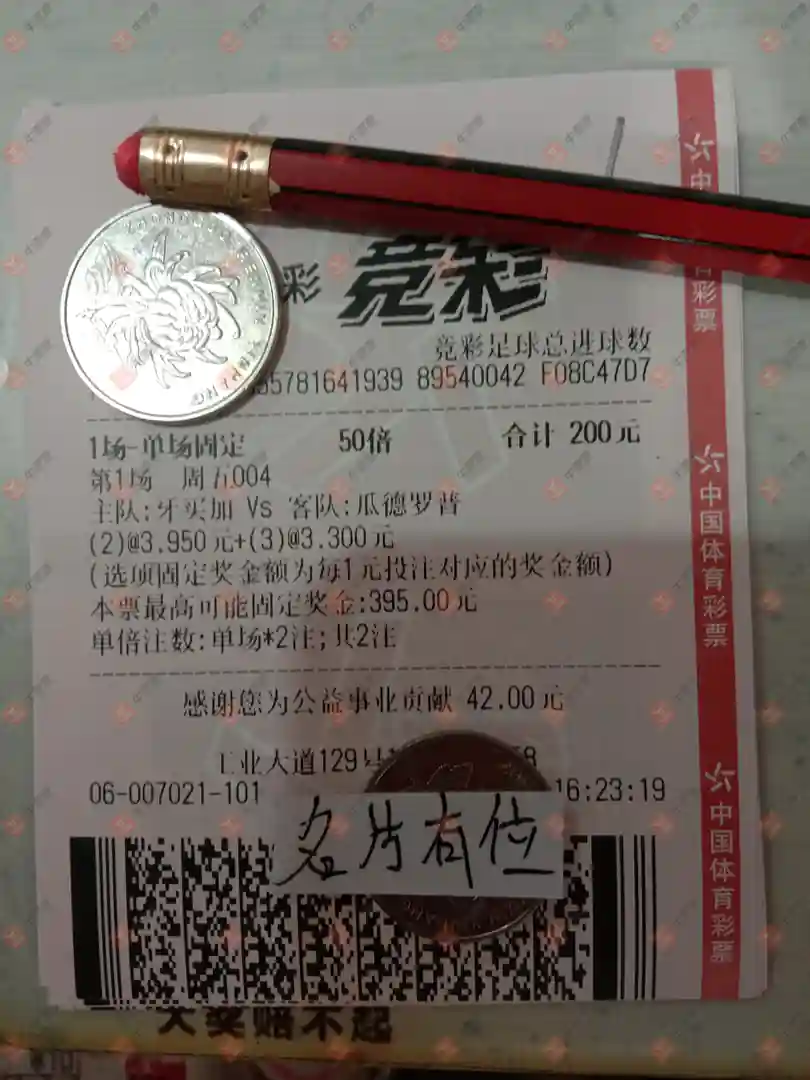 彩 竞彩
竞彩足球总进球数
35781641939 89540042 F08C47D7
1场-单场固定 50倍 合计 200元
第1场 周五004
主队:牙买加 Vs 客队:瓜德罗普
(2)@3.950元+(3)@3.300元
(选项固定奖金额为每1元投注对应的奖金额)
本票最高可能固定奖金:395.00元
单倍注数:单场*2注;共2注
感谢您为公益事业贡献 42.00元
工业大道129号
06-007021-101 16:23:19
名片有位
大奖赔不起
中国体育彩票
中国体育彩票
彩票